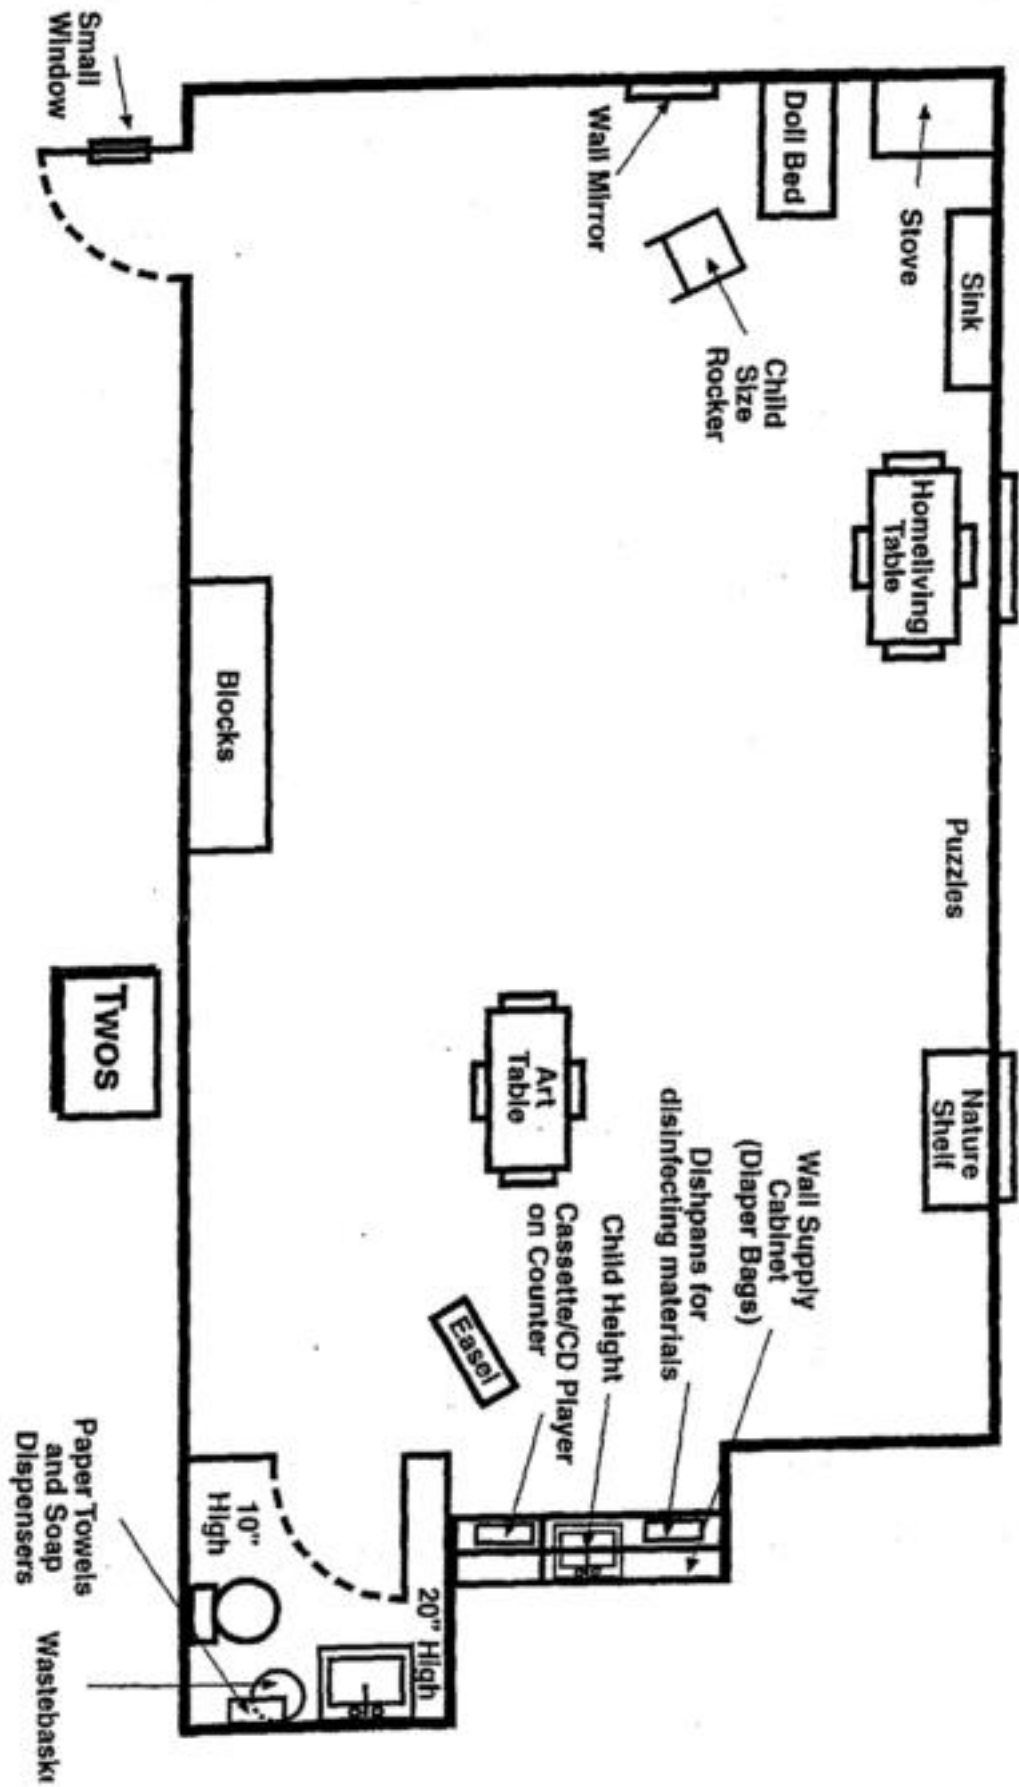 Small
Window
Wall Mirror
Doll Bed
Stove
Sink
Child
Size
Rocker
Homeliving
Table
Puzzles
Nature
Shelf
Blocks
Twos
Art
Table
Wall Supply
Cabinet
(Diaper Bags)
Dishpans for
disinfecting materials
Child Height
Cassette/CD Player
on Counter
Easel
10"
High
20" High
Paper Towels
and Soap
Dispensers